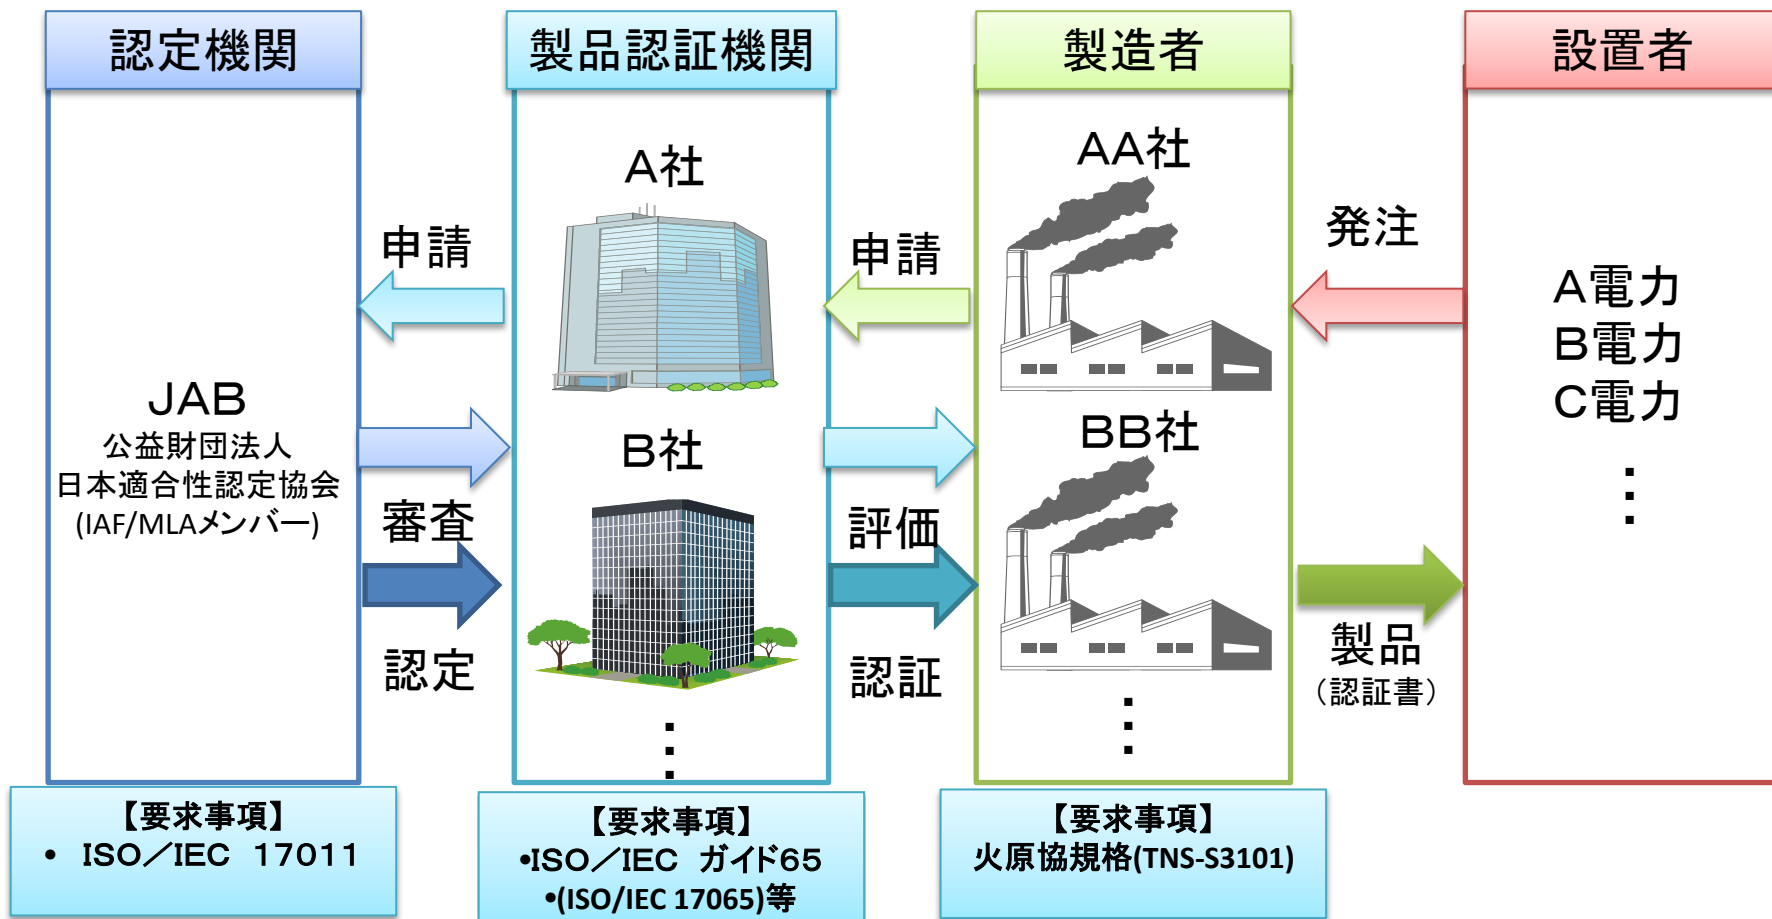 認定機関
製品認証機関
製造者
設置者
JAB
公益財団法人
日本適合性認定協会
(IAF/MLAメンバー)
申請
審査
認定
A社
B社
⋮
申請
評価
認証
AA社
BB社
⋮
発注
製品
（認証書）
A電力
B電力
C電力
⋮
【要求事項】
• ISO／IEC 17011
【要求事項】
•ISO／IEC ガイド65
•(ISO/IEC 17065)等
【要求事項】
火原協規格(TNS-S3101)